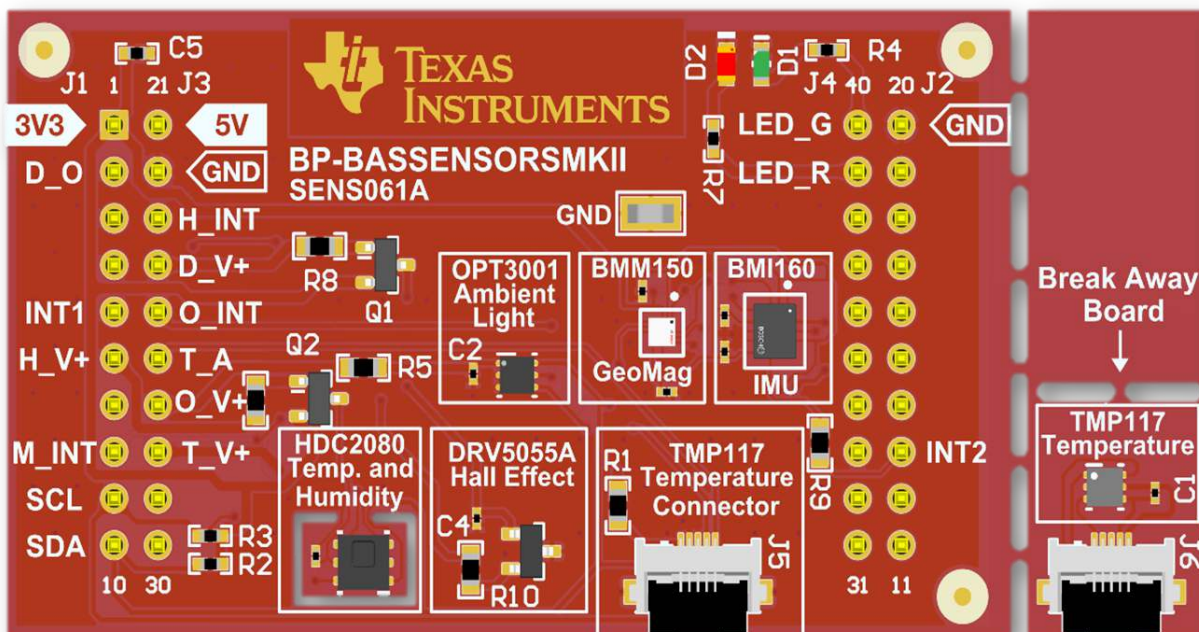 C5
J1 1 21 J3
TEXAS
INSTRUMENTS
D2
D1
R4
J4 40 20 J2
3V3
5V
LED_G
GND
D_O
GND
BP-BASSENSORSMKII
SENS061A
R7
LED_R
H_INT
GND
D_V+
R8
Q1
OPT3001
Ambient
Light
C2
BMM150
GeoMag
BMI160
IMU
Break Away
Board
INT1
O_INT
H_V+
T_A
Q2
R5
O_V+
M_INT
T_V+
HDC2080
Temp. and
Humidity
DRV5055A
Hall Effect
C4
R10
R1
TMP117
Temperature
Connector
J5
R9
INT2
TMP117
Temperature
C1
J6
SCL
SDA
R3
R2
10 30
31 11